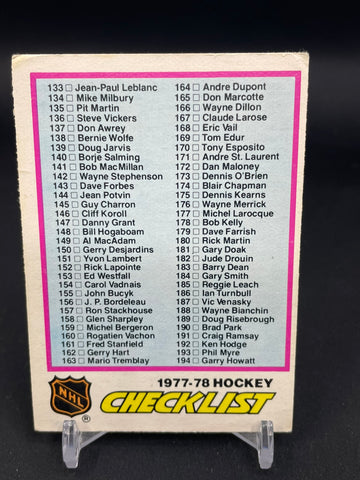 133 □ Jean-Paul Leblanc
134 □ Mike Milbury
135 □ Pit Martin
136 □ Steve Vickers
137 □ Don Awrey
138 □ Bernie Wolfe
139 □ Doug Jarvis
140 □ Borje Salming
141 □ Bob MacMillan
142 □ Wayne Stephenson
143 □ Dave Forbes
144 □ Jean Potvin
145 □ Guy Charron
146 □ Cliff Koroll
147 □ Danny Grant
148 □ Bill Hogaboam
149 □ Al MacAdam
150 □ Gerry Desjardins
151 □ Yvon Lambert
152 □ Rick Lapointe
153 □ Ed Westfall
154 □ Carol Vadnais
155 □ John Bucyk
156 □ J. P. Bordeleau
157 □ Ron Stackhouse
158 □ Glen Sharpley
159 □ Michel Bergeron
160 □ Rogatien Vachon
161 □ Fred Stanfield
162 □ Gerry Hart
163 □ Mario Tremblay
164 □ Andre Dupont
165 □ Don Marcotte
166 □ Wayne Dillon
167 □ Claude Larose
168 □ Eric Vail
169 □ Tom Edur
170 □ Tony Esposito
171 □ Andre St. Laurent
172 □ Dan Maloney
173 □ Dennis O'Brien
174 □ Blair Chapman
175 □ Dennis Kearns
176 □ Wayne Merrick
177 □ Michel Larocque
178 □ Bob Kelly
179 □ Dave Farrish
180 □ Rick Martin
181 □ Gary Doak
182 □ Jude Drouin
183 □ Barry Dean
184 □ Gary Smith
185 □ Reggie Leach
186 □ Ian Turnbull
187 □ Vic Venasky
188 □ Wayne Bianchin
189 □ Doug Risebrough
190 □ Brad Park
191 □ Craig Ramsay
192 □ Ken Hodge
193 □ Phil Myre
194 □ Garry Howatt
NHL
®
1977-78 HOCKEY
CHECKLIST